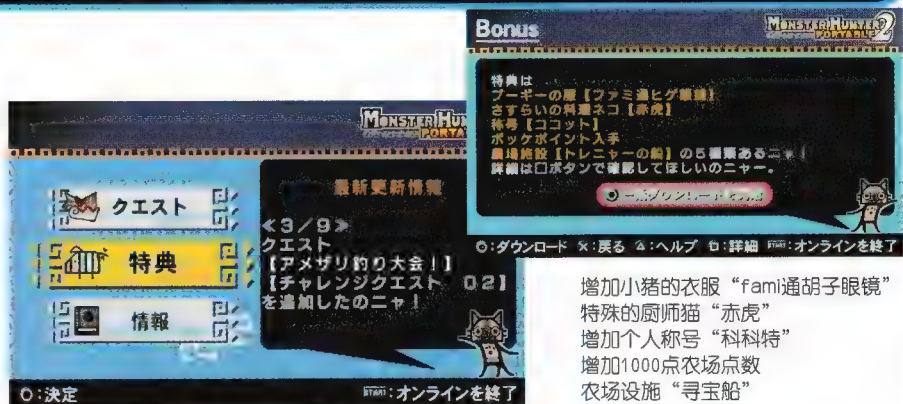 MONSTER HUNTER
PORTA
クエスト
特典
情報
最新更新情報
≪3/9≫
クエスト
【アメザリ釣り大会!】
【チャレンジクエスト 02】
を追加したのニャ!
○:決定
START:オンラインを終了
Bonus
MONSTER HUNTER
PORTABLE 2
特典は
プーギーの服【ファミ通ヒゲ眼鏡】
さすらいの料理ネコ【赤虎】
称号【ココット】
ポッケポイント入手
農場施設【トレニャーの船】の5種類あるニャ!
詳細は□ボタンで確認してほしいのニャー。
○:ダウンロード ×:戻る △:ヘルプ □:詳細 START:オンラインを終了
增加小猪的衣服“fami通胡子眼镜”
特殊的厨师猫“赤虎”
增加个人称号“科科特”
增加1000点农场点数
农场设施“寻宝船”